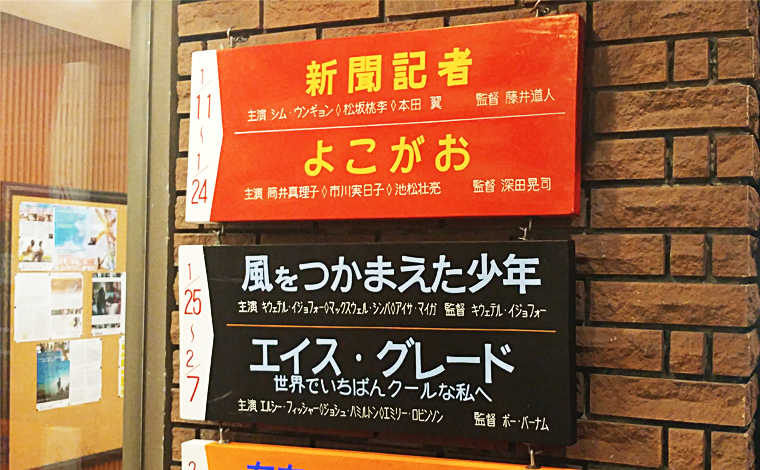 1/11～1/24
新聞記者
主演 シム・ウンギョン◇松坂桃李◇本田 翼 監督 藤井道人
よこがお
主演 筒井真理子◇市川実日子◇池松壮亮 監督 深田晃司
1/25～2/7
風をつかまえた少年
主演 キウェテル・イジョフォー◇マックスウェル・シンバ◇アイサ・マイガ 監督 キウェテル・イジョフォー
エイス・グレード
世界でいちばんクールな私へ
主演 エルシー・フィッシャー◇ジョシュ・ハミルトン◇エミリー・ロビンソン 監督 ボー・バーナム
2